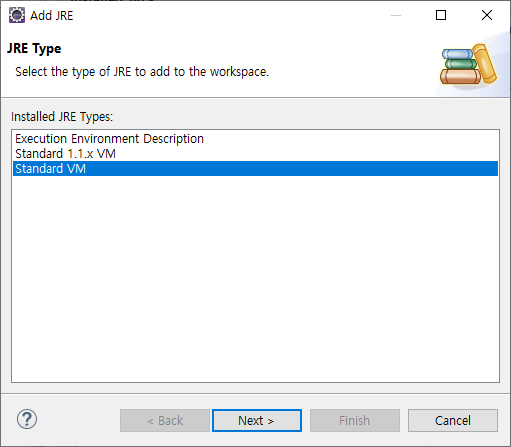 Add JRE
JRE Type
Select the type of JRE to add to the workspace.
Installed JRE Types:
Execution Environment Description
Standard 1.1.x VM
Standard VM
?
< Back
Next >
Finish
Cancel